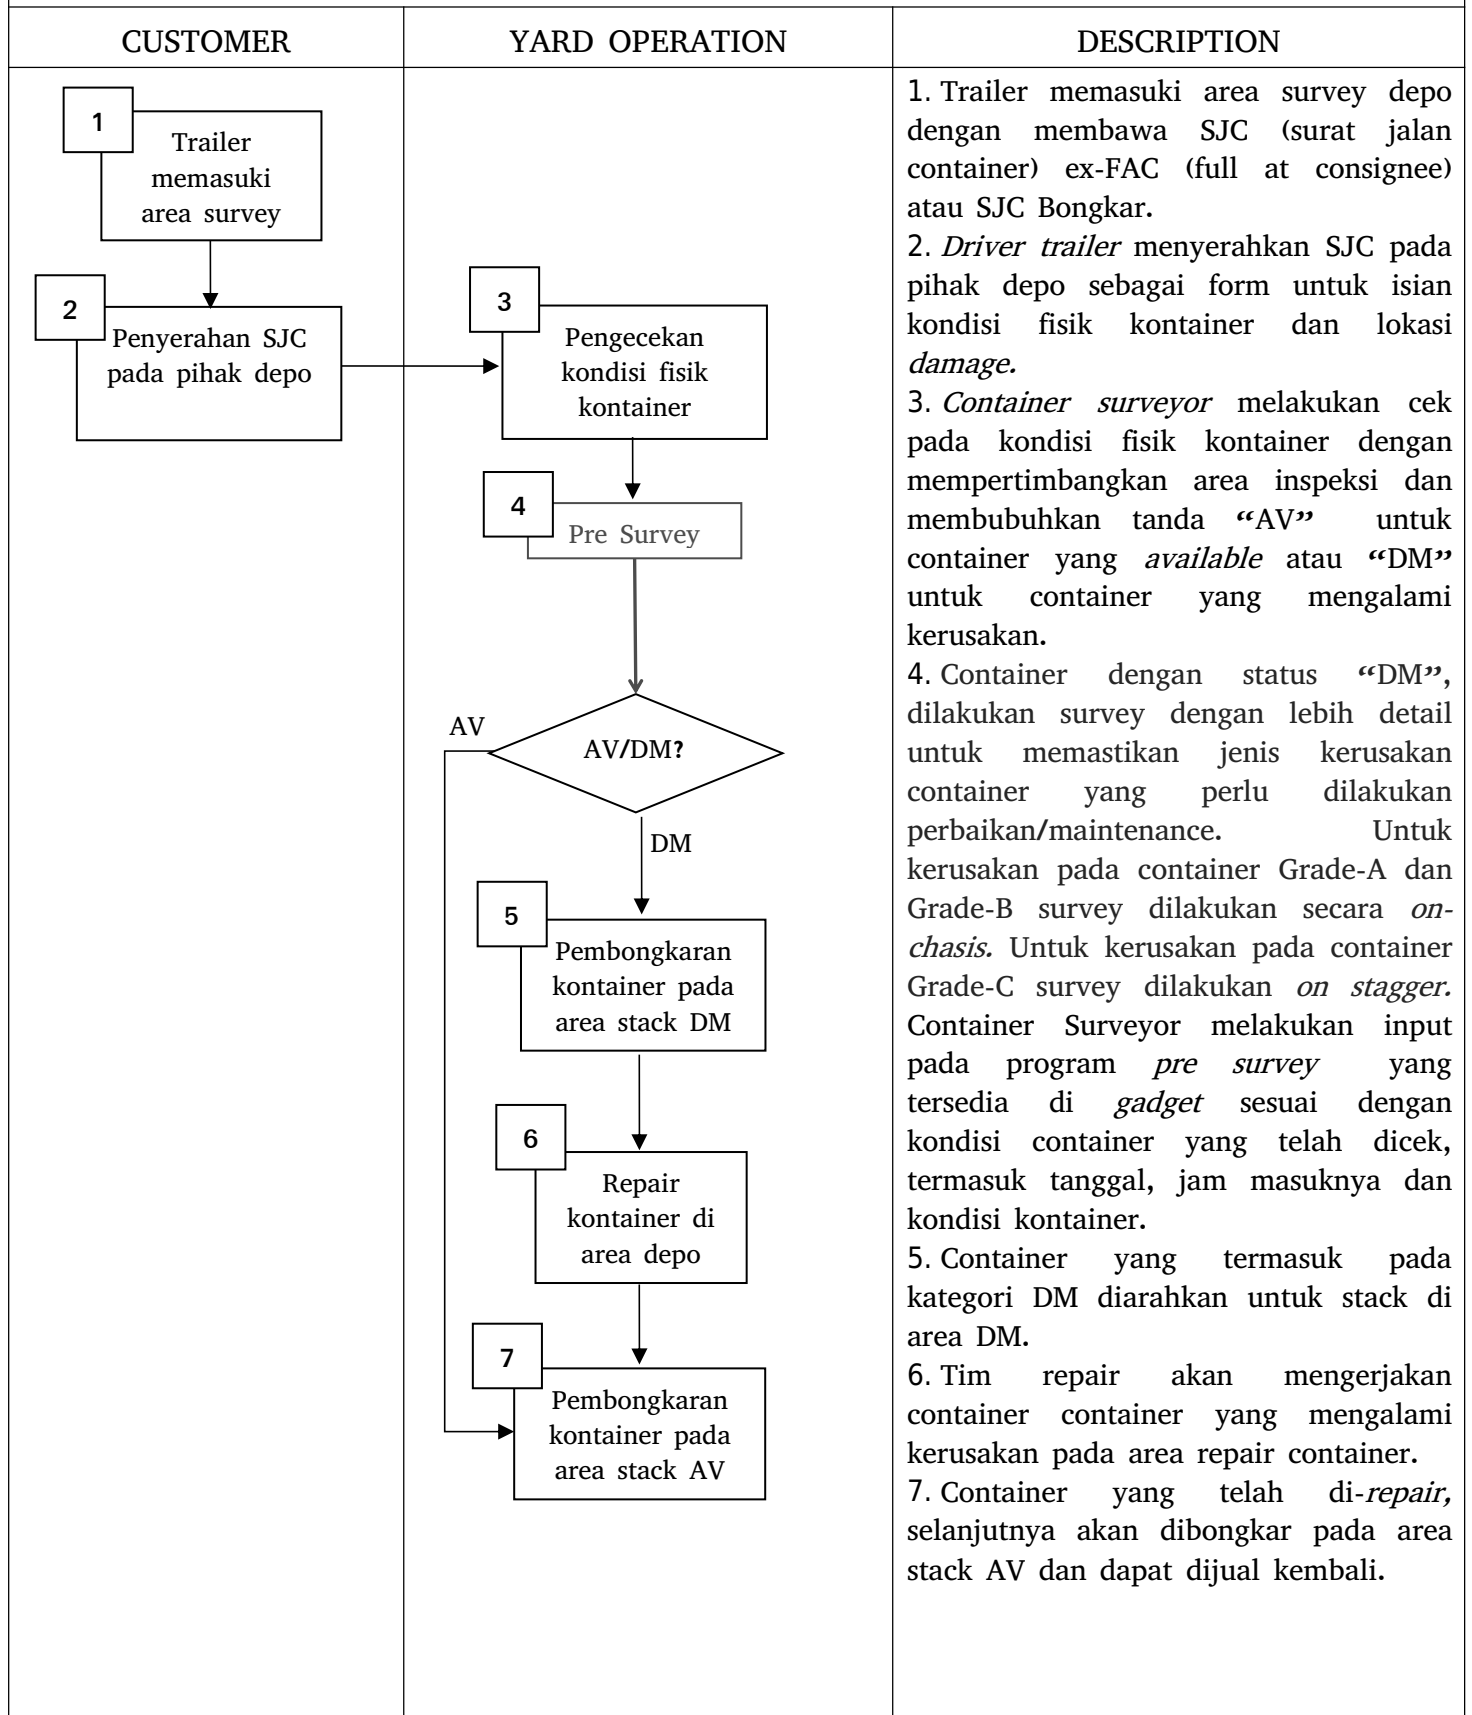 CUSTOMER
YARD OPERATION
DESCRIPTION
1
Trailer
memasuki
area survey
2
Penyerahan SJC
pada pihak depo
3
Pengecekan
kondisi fisik
kontainer
4
Pre Survey
AV
AV/DM?
DM
5
Pembongkaran
kontainer pada
area stack DM
6
Repair
kontainer di
area depo
7
Pembongkaran
kontainer pada
area stack AV
1. Trailer memasuki area survey depo
dengan membawa SJC (surat jalan
container) ex-FAC (full at consignee)
atau SJC Bongkar.
2. Driver trailer menyerahkan SJC pada
pihak depo sebagai form untuk isian
kondisi fisik kontainer dan lokasi
damage.
3. Container surveyor melakukan cek
pada kondisi fisik kontainer dengan
mempertimbangkan area inspeksi dan
membubuhkan tanda “AV” untuk
container yang available atau “DM”
untuk container yang mengalami
kerusakan.
4. Container dengan status “DM”,
dilakukan survey dengan lebih detail
untuk memastikan jenis kerusakan
container yang perlu dilakukan
perbaikan/maintenance. Untuk
kerusakan pada container Grade-A dan
Grade-B survey dilakukan secara on-
chasis. Untuk kerusakan pada container
Grade-C survey dilakukan on stagger.
Container Surveyor melakukan input
pada program pre survey yang
tersedia di gadget sesuai dengan
kondisi container yang telah dicek,
termasuk tanggal, jam masuknya dan
kondisi kontainer.
5. Container yang termasuk pada
kategori DM diarahkan untuk stack di
area DM.
6. Tim repair akan mengerjakan
container container yang mengalami
kerusakan pada area repair container.
7. Container yang telah di-repair,
selanjutnya akan dibongkar pada area
stack AV dan dapat dijual kembali.